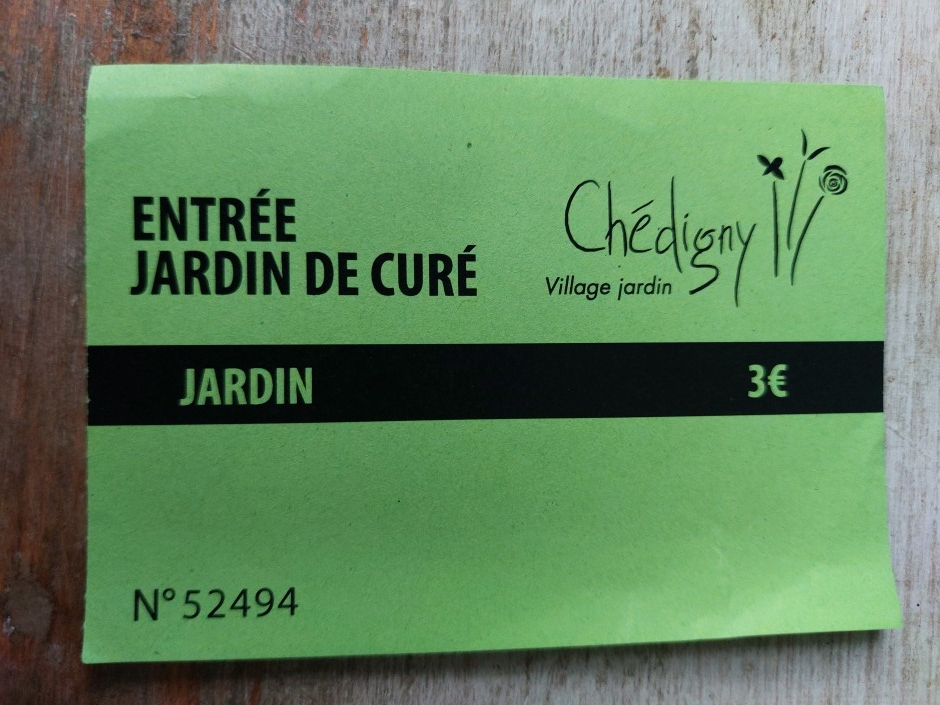 ENTRÉE
JARDIN DE CURÉ
Chédigny
Village jardin
JARDIN 3€
N° 52494